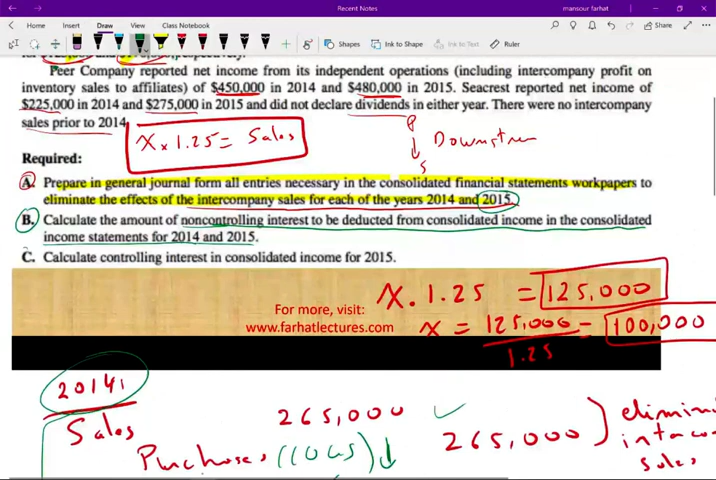 Recent Notes
mansour farhat
Home Insert Draw View Class Notebook
Share
Shapes Ink to Shape Ink to Text Ruler
Peer Company reported net income from its independent operations (including intercompany profit on
inventory sales to affiliates) of $450,000 in 2014 and $480,000 in 2015. Seacrest reported net income of
$225,000 in 2014 and $275,000 in 2015 and did not declare dividends in either year. There were no intercompany
sales prior to 2014.
X x 1.25 = Sales
P
↓ Downstream
S
Required:
A. Prepare in general journal form all entries necessary in the consolidated financial statements workpapers to
eliminate the effects of the intercompany sales for each of the years 2014 and 2015.
B. Calculate the amount of noncontrolling interest to be deducted from consolidated income in the consolidated
income statements for 2014 and 2015.
C. Calculate controlling interest in consolidated income for 2015.
For more, visit:
www.farhatlectures.com
X . 1.25 = 125,000
X = 125,000 = 100,000
1.25
2014
Sales 265,000
Purchases (COGS) ↓ 265,000